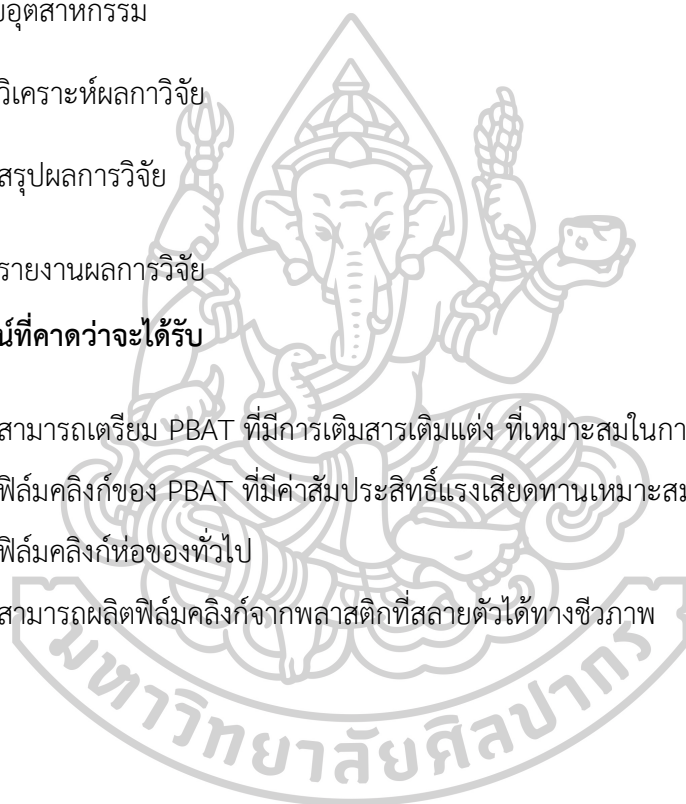 อุตสาหกรรม
วิเคราะห์ผลกาวิจัย
สรุปผลการวิจัย
รายงานผลการวิจัย
น์ที่คาดว่าจะได้รับ
สามารถเตรียม PBAT ที่มีการเติมสารเติมแต่ง ที่เหมาะสมในกา
ฟิล์มคลิงก์ของ PBAT ที่มีค่าสัมประสิทธิ์แรงเสียดทานเหมาะสม
ฟิล์มคลิงก์ห่อของทั่วไป
สามารถผลิตฟิล์มคลิงก์จากพลาสติกที่สลายตัวได้ทางชีวภาพ
มหาวิทยาลัยศิลปากร